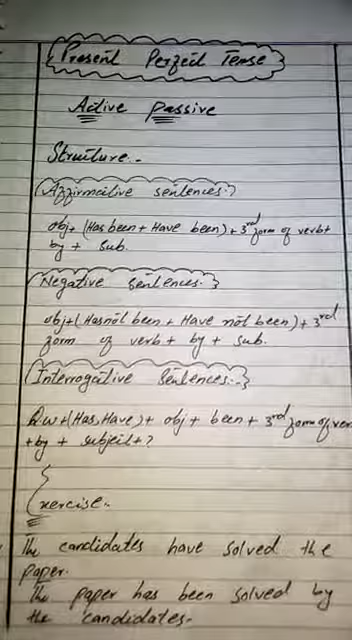 Present Perfect Tense
Active Passive
Structure.-
Affirmative sentences:
obj+ (Has been + Have been) + 3rd form of verb+
by + sub.
Negative sentences.
obj+(Has not been + Have not been) + 3rd
form of verb + by + sub.
Interrogative sentences..
Q.w+(Has, Have) + obj + been + 3rd form of ver
+by + subject+?
Exercise..
The candidates have solved the
paper.
The paper has been solved by
the candidates.